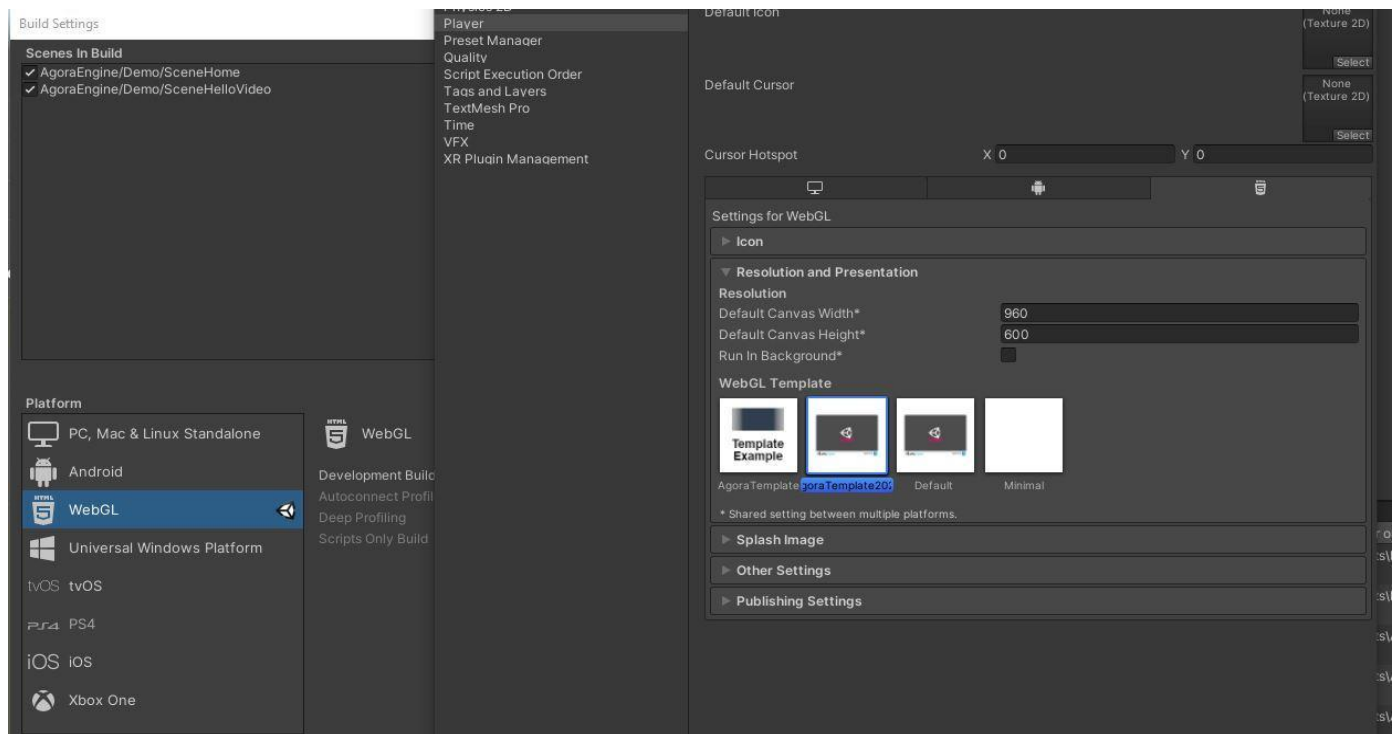 Build Settings
Scenes In Build
AgoraEngine/Demo/SceneHome
AgoraEngine/Demo/SceneHelloVideo
Platform
PC, Mac & Linux Standalone
Android
HTML
WebGL
Universal Windows Platform
tvOS tvOS
PS4 PS4
iOS iOS
Xbox One
HTML
WebGL
Development Build
Autoconnect Profil
Deep Profiling
Scripts Only Build
Player
Preset Manager
Quality
Script Execution Order
Tags and Layers
TextMesh Pro
Time
VFX
XR Plugin Management
Default Icon
None
(Texture 2D)
Select
Default Cursor
None
(Texture 2D)
Select
Cursor Hotspot X 0 Y 0
Settings for WebGL
Icon
Resolution and Presentation
Resolution
Default Canvas Width* 960
Default Canvas Height* 600
Run In Background*
WebGL Template
Template
Example
AgoraTemplate goraTemplate202 Default Minimal
* Shared setting between multiple platforms.
Splash Image
Other Settings
Publishing Settings